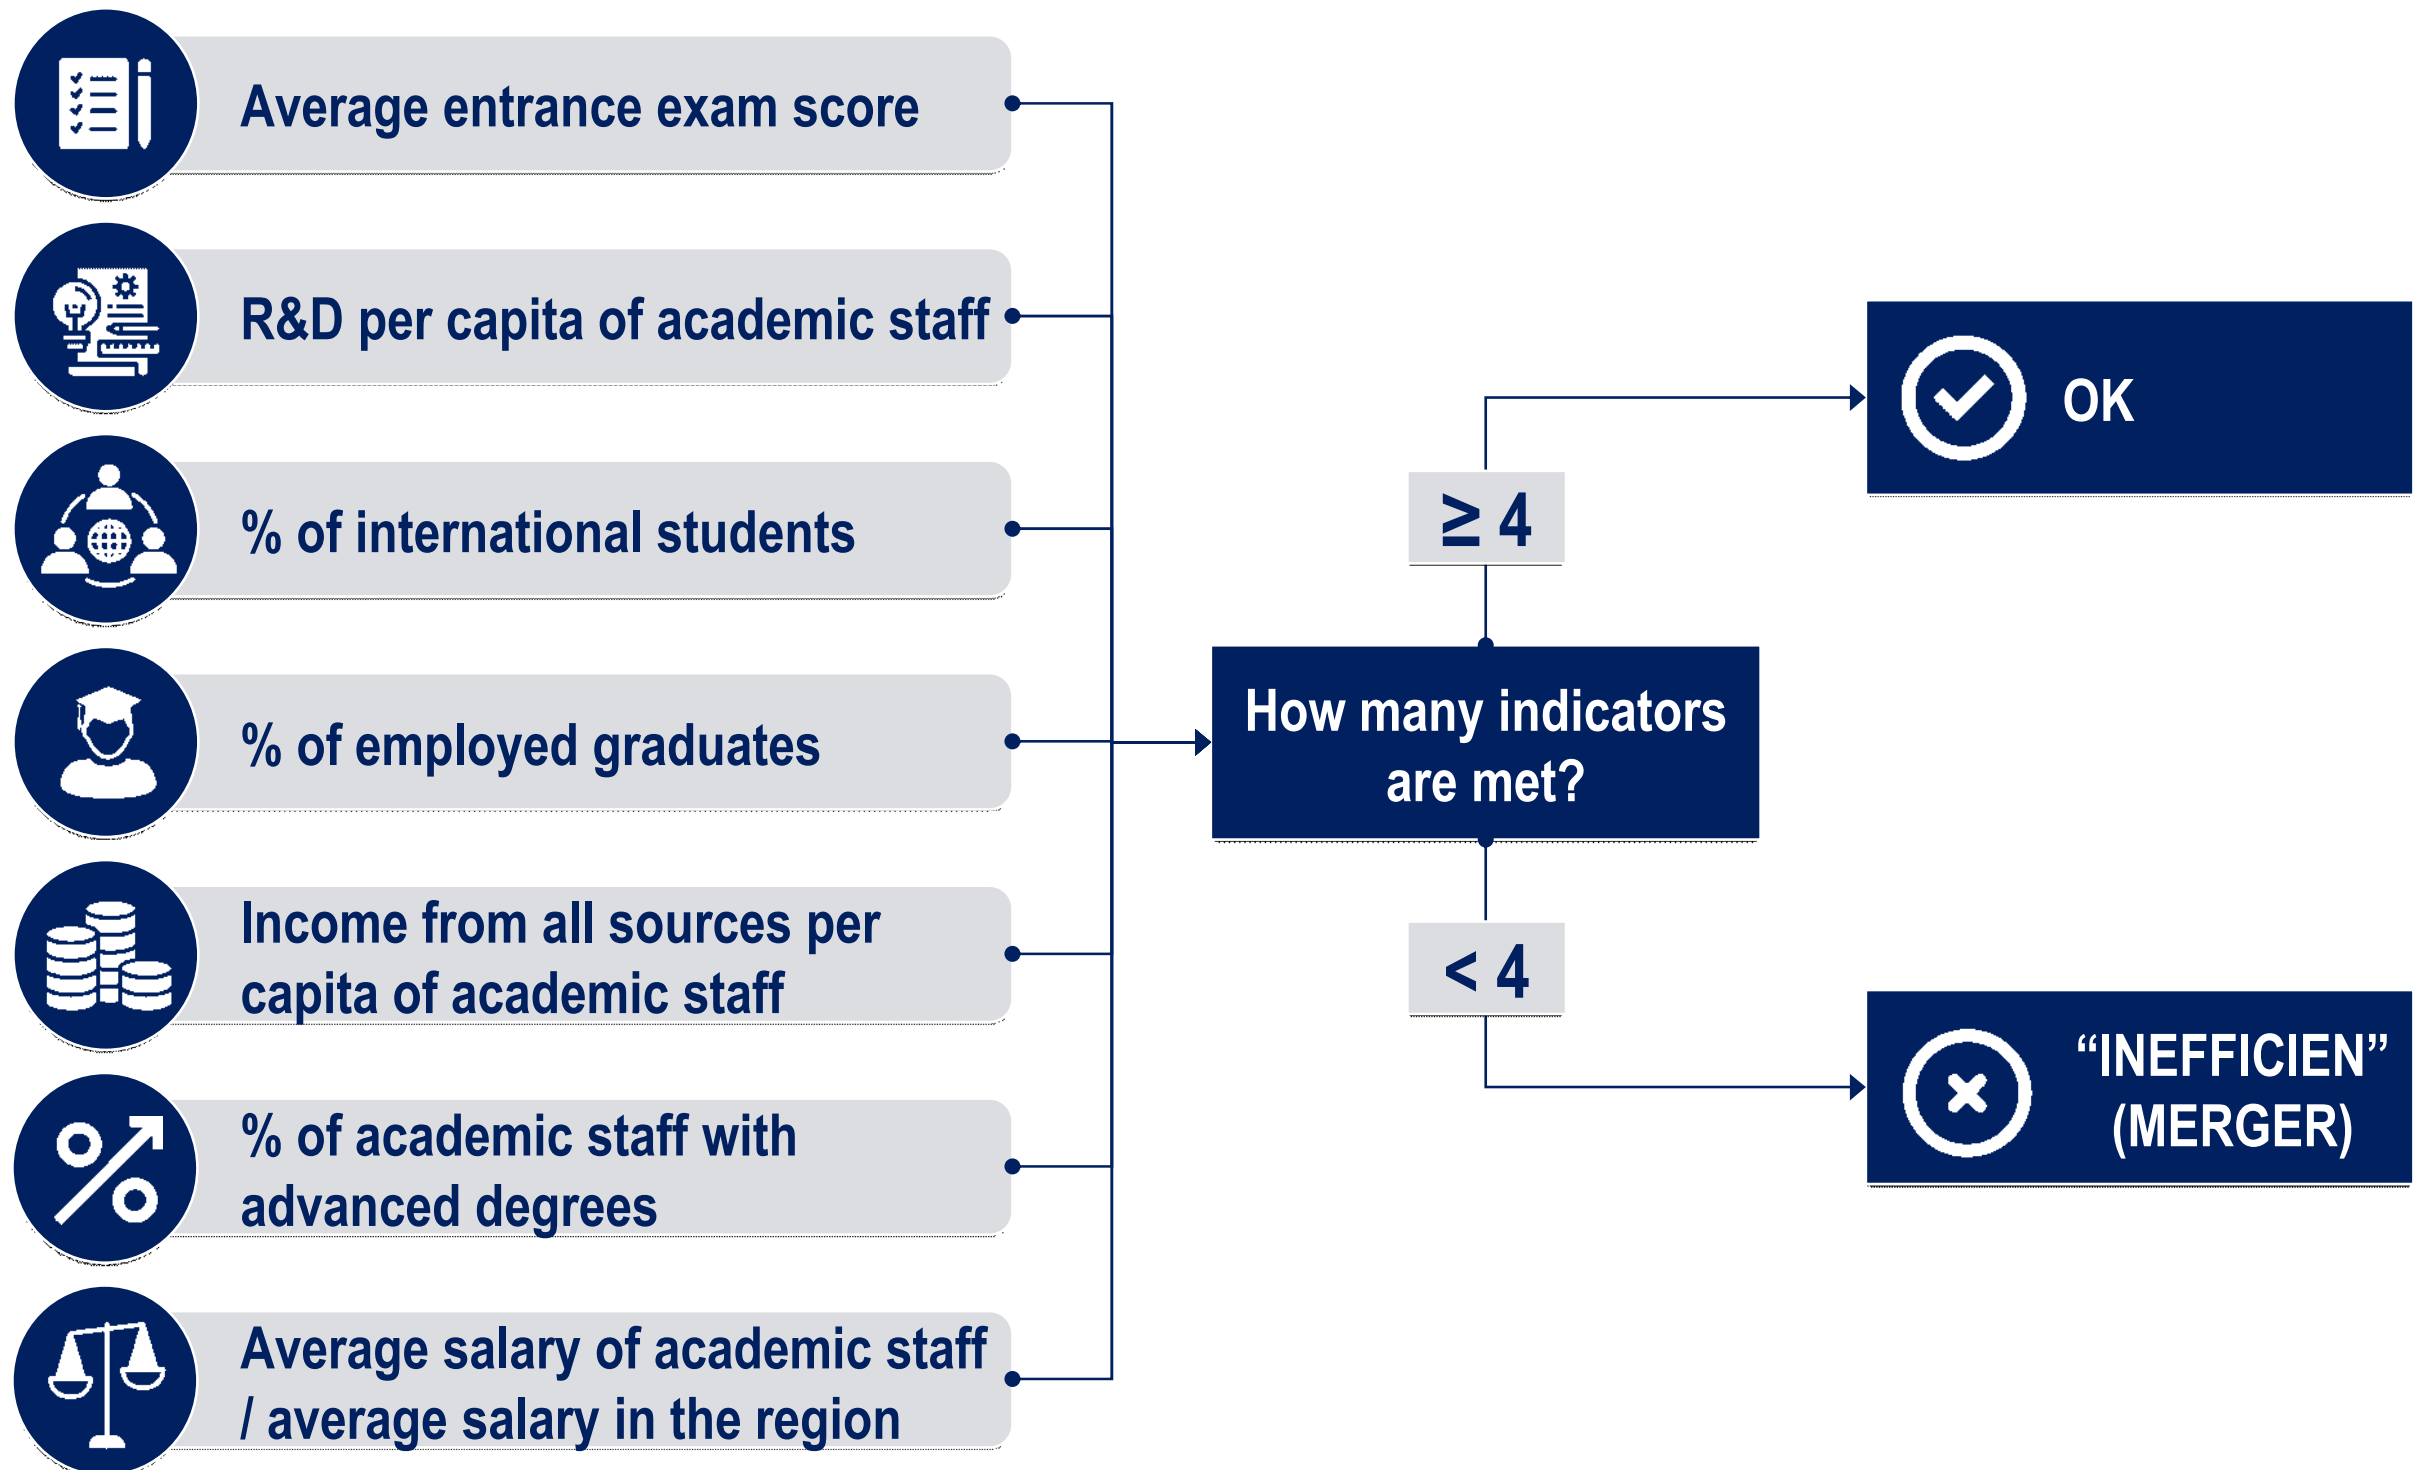 Average entrance exam score
R&D per capita of academic staff
% of international students
% of employed graduates
Income from all sources per
capita of academic staff
% of academic staff with
advanced degrees
Average salary of academic staff
/ average salary in the region
How many indicators
are met?
≥ 4
OK
< 4
“INEFFICIEN”
(MERGER)